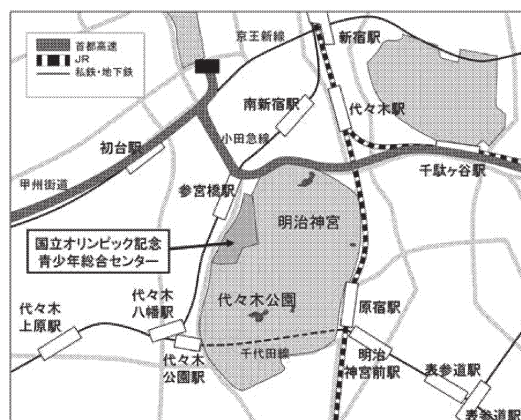 首都高速
JR
私鉄・地下鉄
京王新線
新宿駅
南新宿駅
代々木駅
初台駅
小田急線
甲州街道
千駄ヶ谷駅
参宮橋駅
明治神宮
国立オリンピック記念
青少年総合センター
代々木公園
代々木
八幡駅
代々木
上原駅
原宿駅
代々木
公園駅
千代田線
明治
神宮前駅
表参道駅
表参道駅